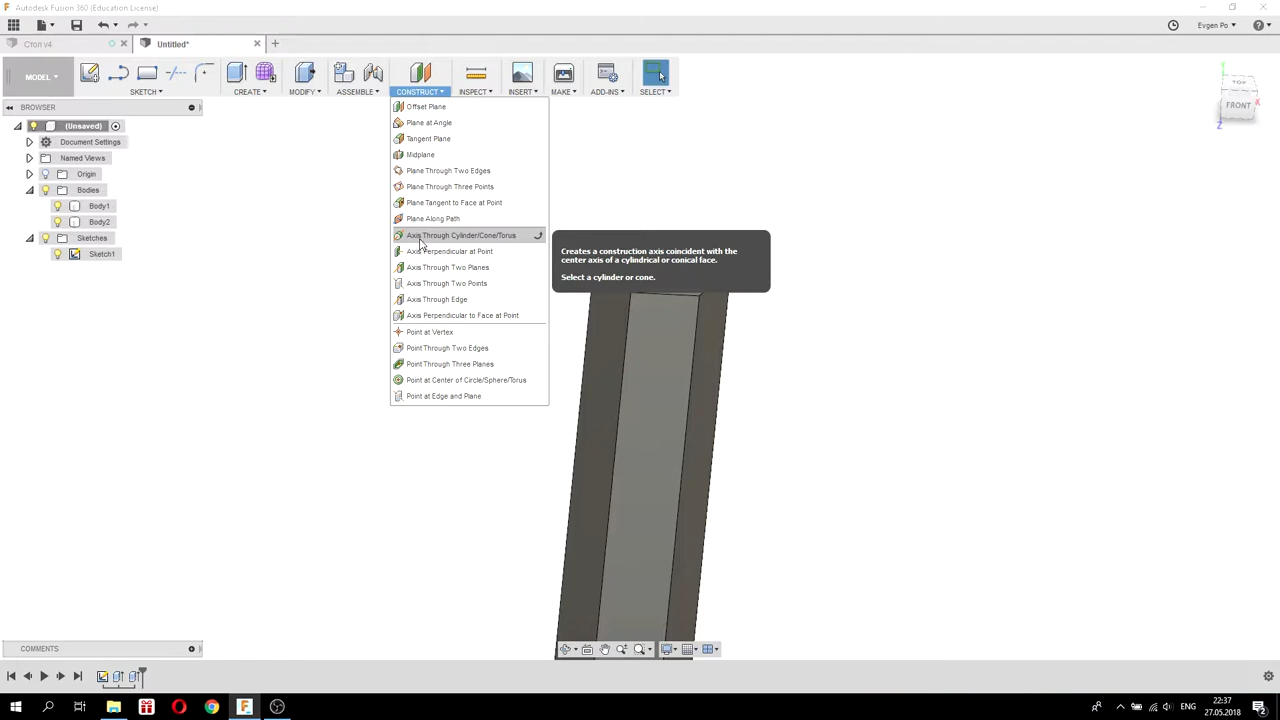 Autodesk Fusion 360 (Education License)
Evgen Po
Стол v4
Untitled*
MODEL
SKETCH
CREATE
MODIFY
ASSEMBLE
CONSTRUCT
INSPECT
INSERT
MAKE
ADD-INS
SELECT
BROWSER
(Unsaved)
Document Settings
Named Views
Origin
Bodies
Body1
Body2
Sketches
Sketch1
Offset Plane
Plane at Angle
Tangent Plane
Midplane
Plane Through Two Edges
Plane Through Three Points
Plane Tangent to Face at Point
Plane Along Path
Axis Through Cylinder/Cone/Torus
Axis Perpendicular at Point
Axis Through Two Planes
Axis Through Two Points
Axis Through Edge
Axis Perpendicular to Face at Point
Point at Vertex
Point Through Two Edges
Point Through Three Planes
Point at Center of Circle/Sphere/Torus
Point at Edge and Plane
Creates a construction axis coincident with the
center axis of a cylindrical or conical face.
Select a cylinder or cone.
Y
TOP
FRONT
X
Z
COMMENTS
ENG
22:37
27.05.2018
2